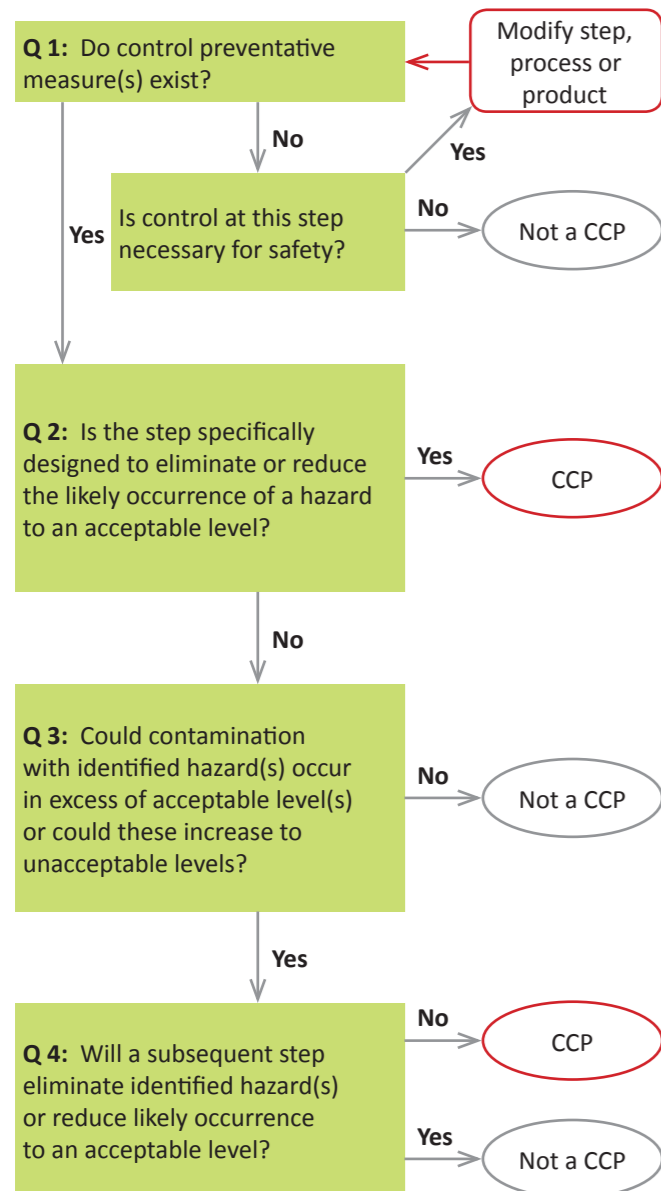 Q 1: Do control preventative
measure(s) exist?
Modify step,
process or
product
No
Yes
Yes
Is control at this step
necessary for safety?
No
Not a CCP
Q 2: Is the step specifically
designed to eliminate or reduce
the likely occurrence of a hazard
to an acceptable level?
Yes
CCP
No
Q 3: Could contamination
with identified hazard(s) occur
in excess of acceptable level(s)
or could these increase to
unacceptable levels?
No
Not a CCP
Yes
Q 4: Will a subsequent step
eliminate identified hazard(s)
or reduce likely occurrence
to an acceptable level?
No
CCP
Yes
Not a CCP